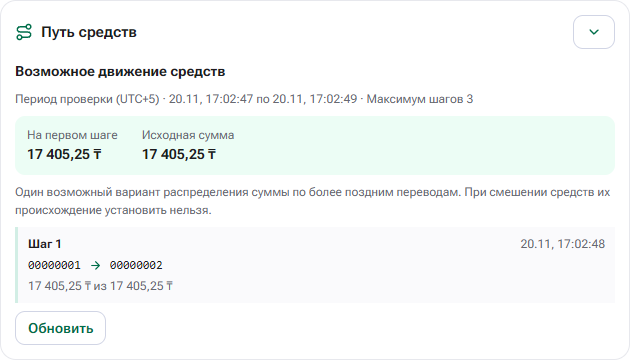 Путь средств
Возможное движение средств
Период проверки (UTC+5) · 20.11, 17:02:47 по 20.11, 17:02:49 · Максимум шагов 3
На первом шаге Исходная сумма
17 405,25 ₸ 17 405,25 ₸
Один возможный вариант распределения суммы по более поздним переводам. При смешении средств их
происхождение установить нельзя.
Шаг 1 20.11, 17:02:48
00000001 → 00000002
17 405,25 ₸ из 17 405,25 ₸
Обновить